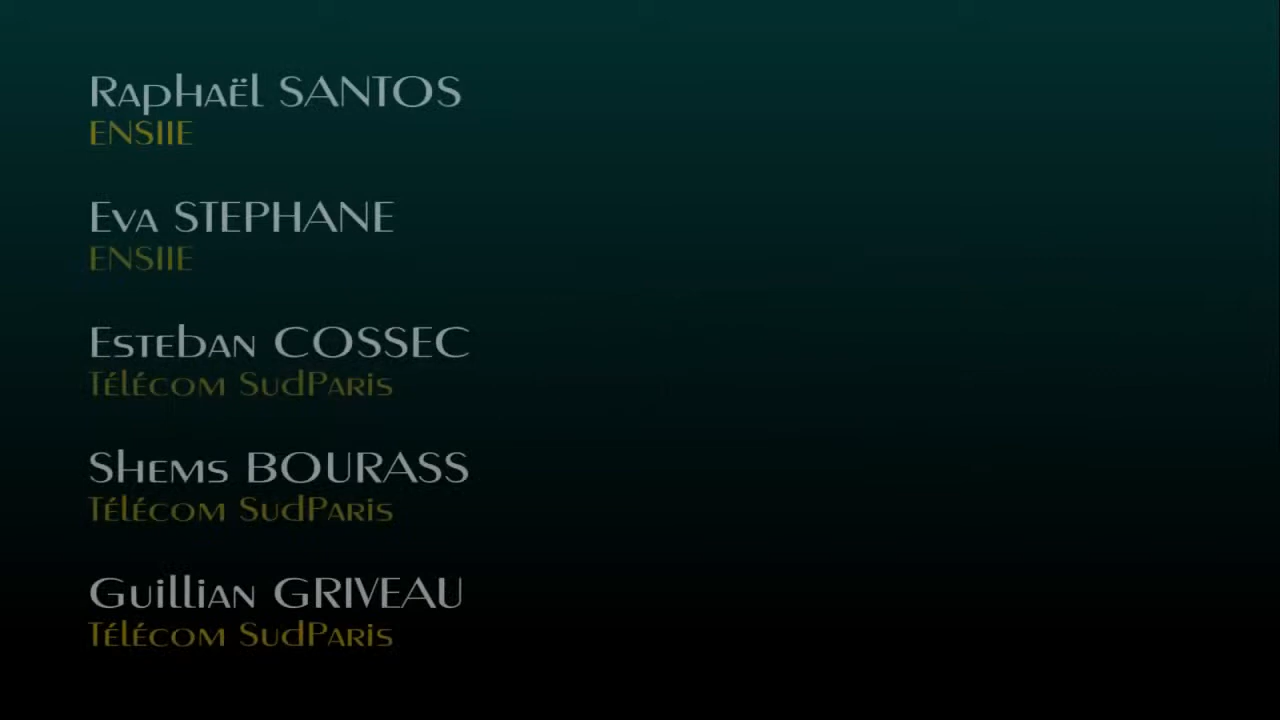 Raphaël SANTOS
ENSIIE
Eva STEPHANE
ENSIIE
Esteban COSSEC
Télécom SudParis
Shems BOURASS
Télécom SudParis
Guillian GRIVEAU
Télécom SudParis